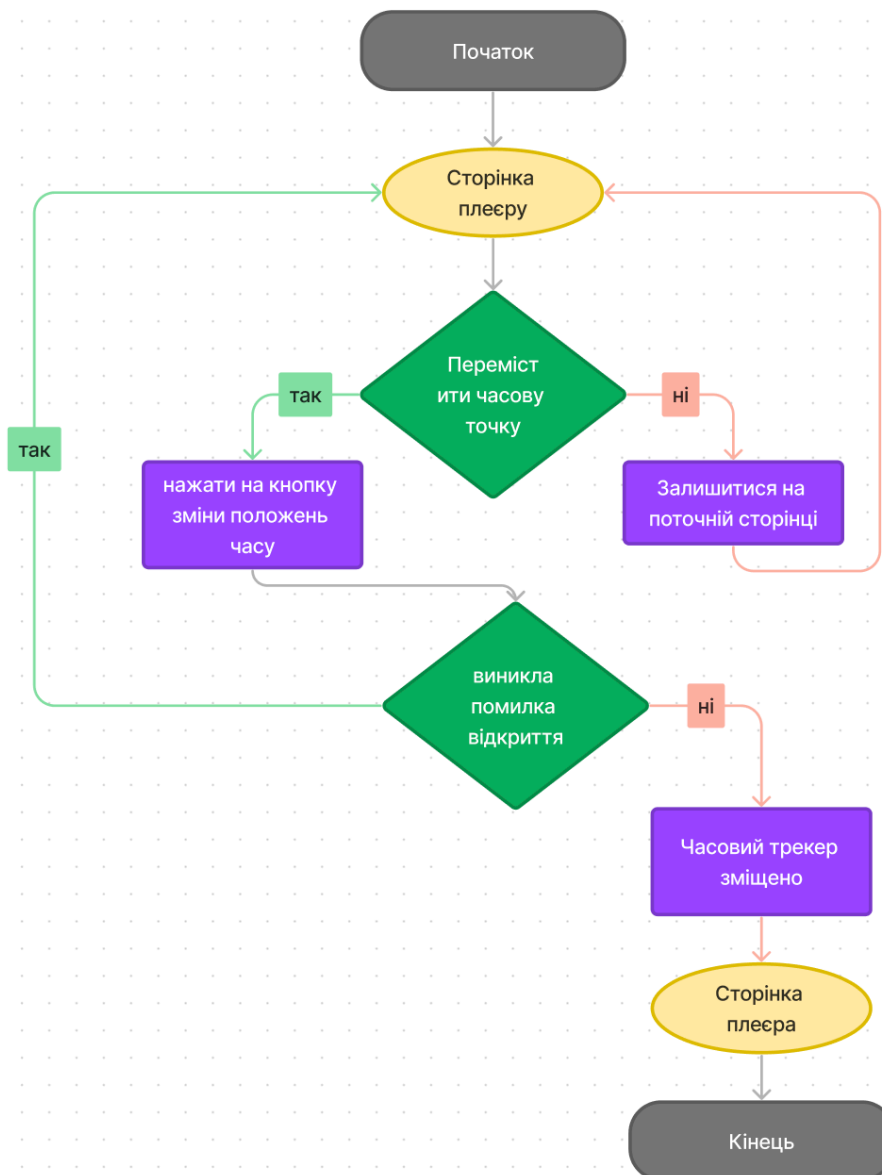 Початок
Сторінка
плеєру
Переміст
ити часову
точку
так
ні
так
нажати на кнопку
зміни положень
часу
Залишитися на
поточній сторінці
виникла
помилка
відкриття
ні
Часовий трекер
зміщено
Сторінка
плеєра
Кінець